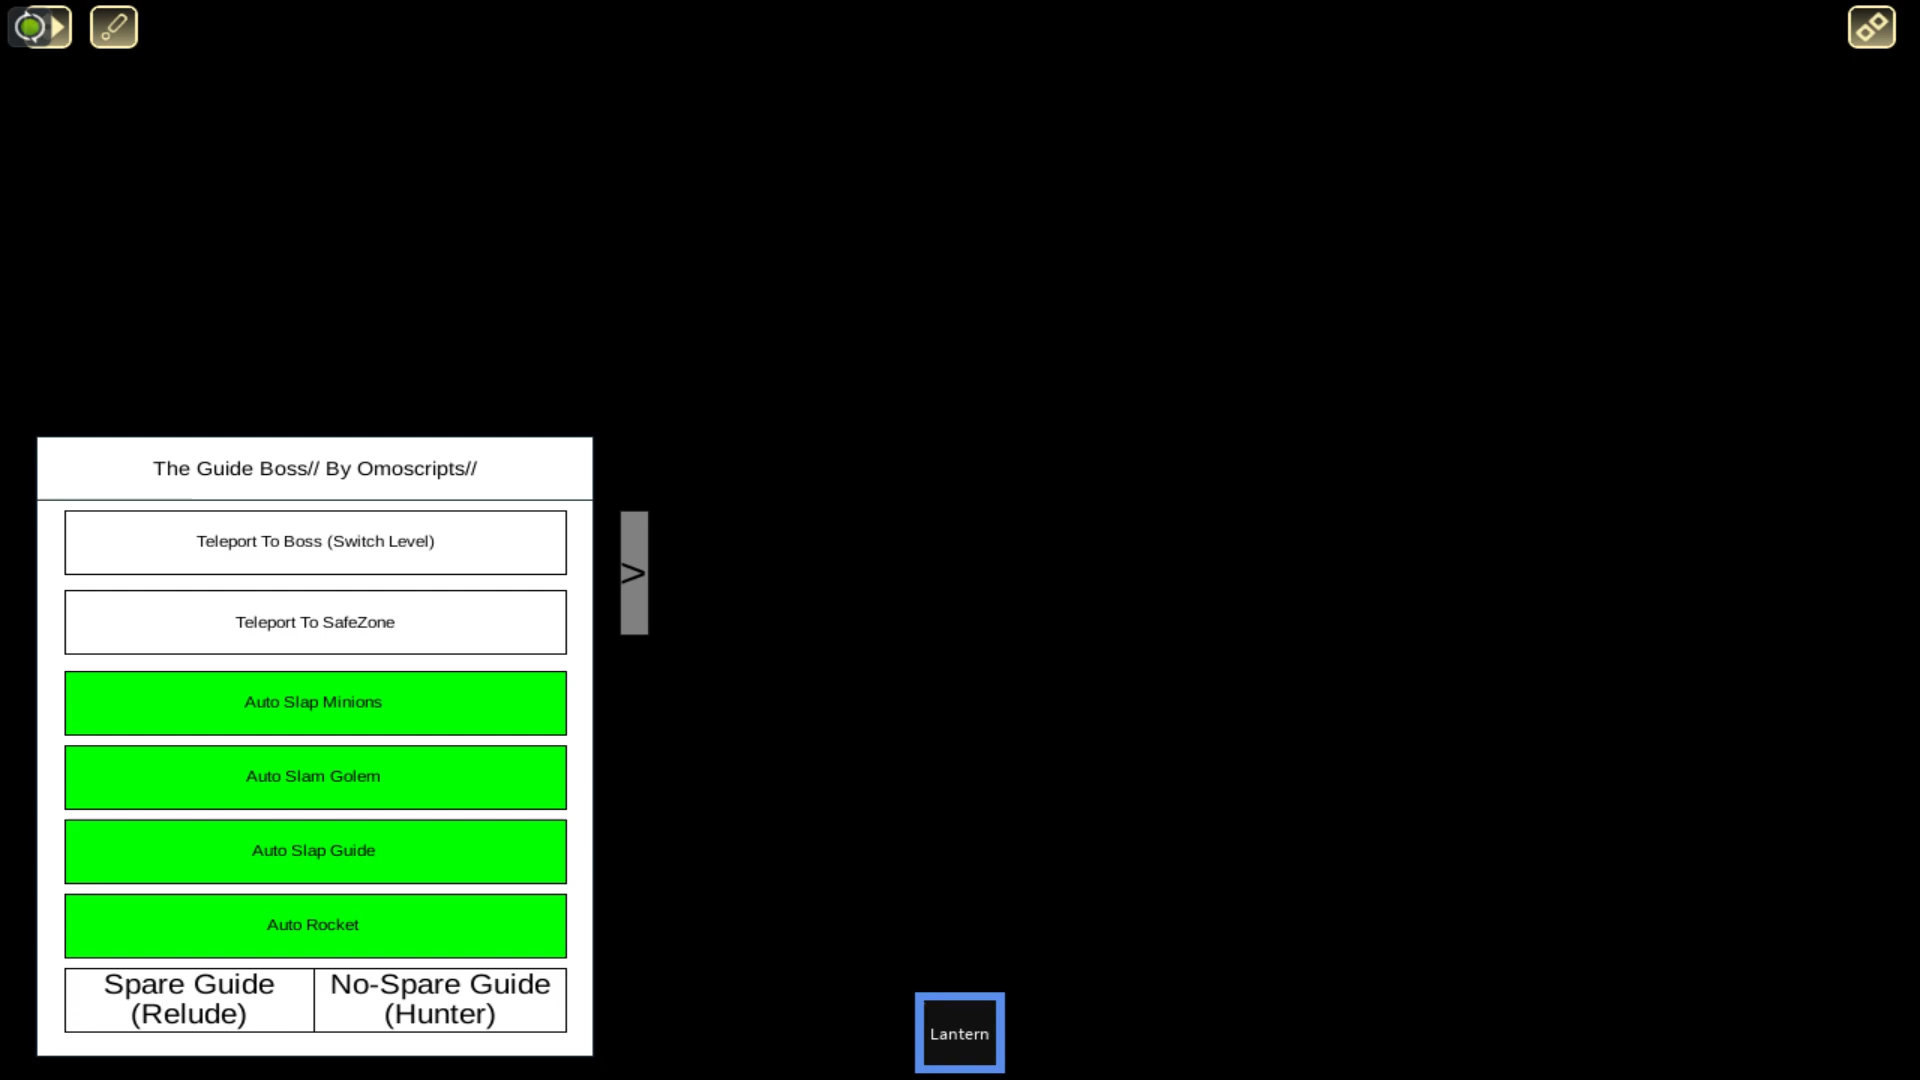 The Guide Boss// By Omoscripts//
Teleport To Boss (Switch Level)
Teleport To SafeZone
>
Auto Slap Minions
Auto Slam Golem
Auto Slap Guide
Auto Rocket
Spare Guide
(Relude)
No-Spare Guide
(Hunter)
Lantern